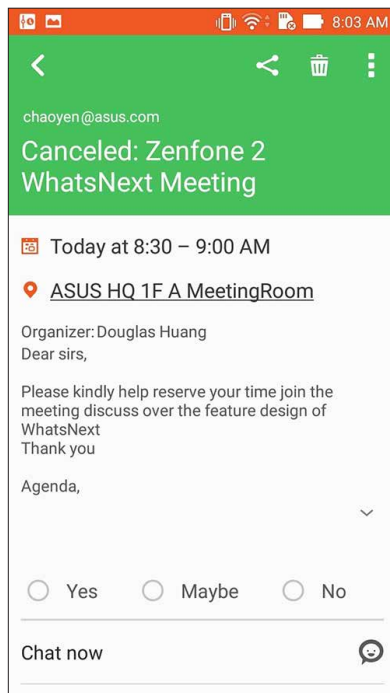 8:03 AM
chaoyen@asus.com
Canceled: Zenfone 2
WhatsNext Meeting
Today at 8:30 – 9:00 AM
ASUS HQ 1F A MeetingRoom
Organizer: Douglas Huang
Dear sirs,
Please kindly help reserve your time join the
meeting discuss over the feature design of
WhatsNext
Thank you
Agenda,
Yes Maybe No
Chat now